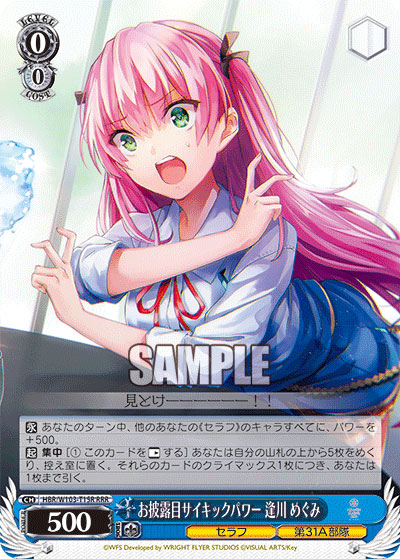 LEVEL
0
0
COST
SAMPLE
見とけーーーーーー！！
永 あなたのターン中、他のあなたの《セラフ》のキャラすべてに、パワーを
+500。
起 集中 [① このカードを する] あなたは自分の山札の上から5枚をめく
り、控え室に置く。それらのカードのクライマックス1枚につき、あなたは
1枚まで引く。
CH HBR/W103-T15R RRR
500
お披露目サイキックパワー 逢川 めぐみ
セラフ 第31A部隊
©WFS Developed by WRIGHT FLYER STUDIOS ©VISUAL ARTS/Key